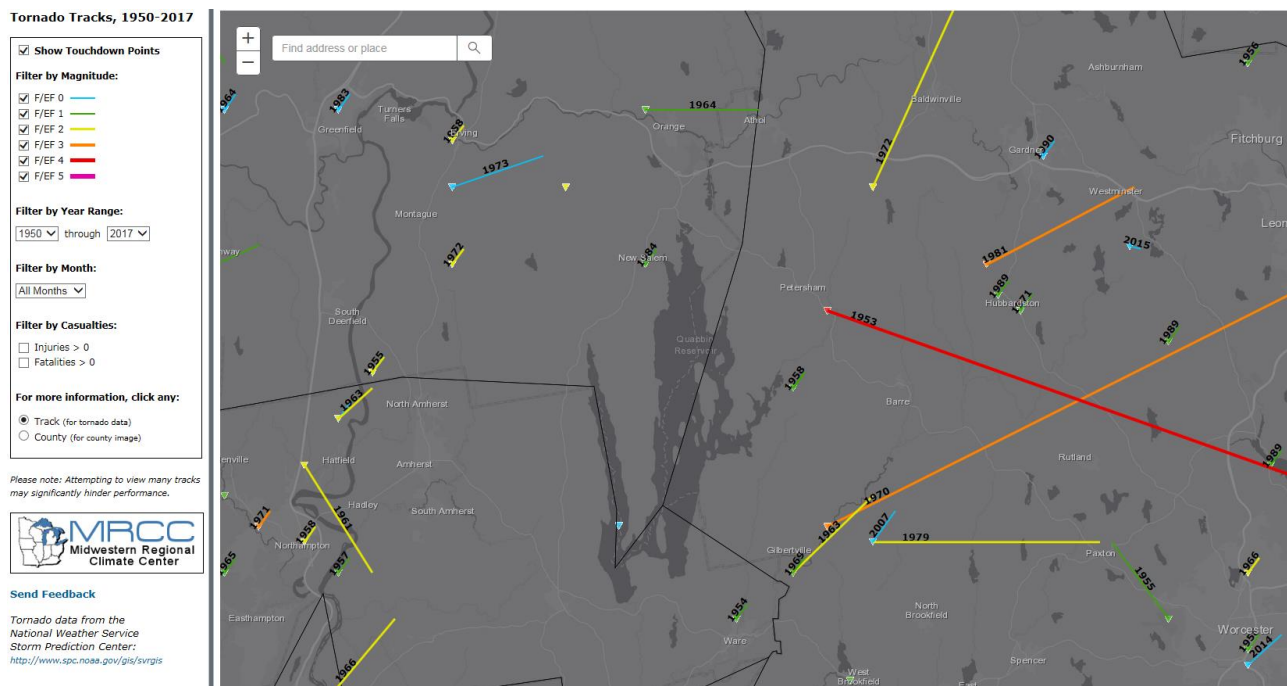 Tornado Tracks, 1950-2017
Show Touchdown Points
Filter by Magnitude:
F/EF 0
F/EF 1
F/EF 2
F/EF 3
F/EF 4
F/EF 5
Filter by Year Range:
1950 through 2017
Filter by Month:
All Months
Filter by Casualties:
Injuries > 0
Fatalities > 0
For more information, click any:
Track (for tornado data)
County (for county image)
Please note: Attempting to view many tracks
may significantly hinder performance.
MRCC
Midwestern Regional
Climate Center
Send Feedback
Tornado data from the
National Weather Service
Storm Prediction Center:
http://www.spc.noaa.gov/gis/svrgis
+
−
Find address or place
1956
Ashburnham
1964
1983
Turners
Falls
Greenfield
1958
Erving
1964
Orange
Athol
Baldwinville
1972
Gardner
1990
Fitchburg
1973
Westminster
Montague
Leon
way
1972
New Salem
1984
1981
2015
Petersham
1989
Hubbardston
1971
South
Deerfield
1953
Quabbin
Reservoir
1989
1955
1958
1963
North Amherst
Barre
enville
Hatfield
Amherst
Rutland
1989
Hadley
South Amherst
1970
1971
1958
1961
1963
2007
Northampton
Gilbertville
1979
Paxton
1965
1957
1969
1955
1966
Easthampton
1954
North
Brookfield
Ware
Worcester
195
2014
1966
West
Brookfield
Spencer
East